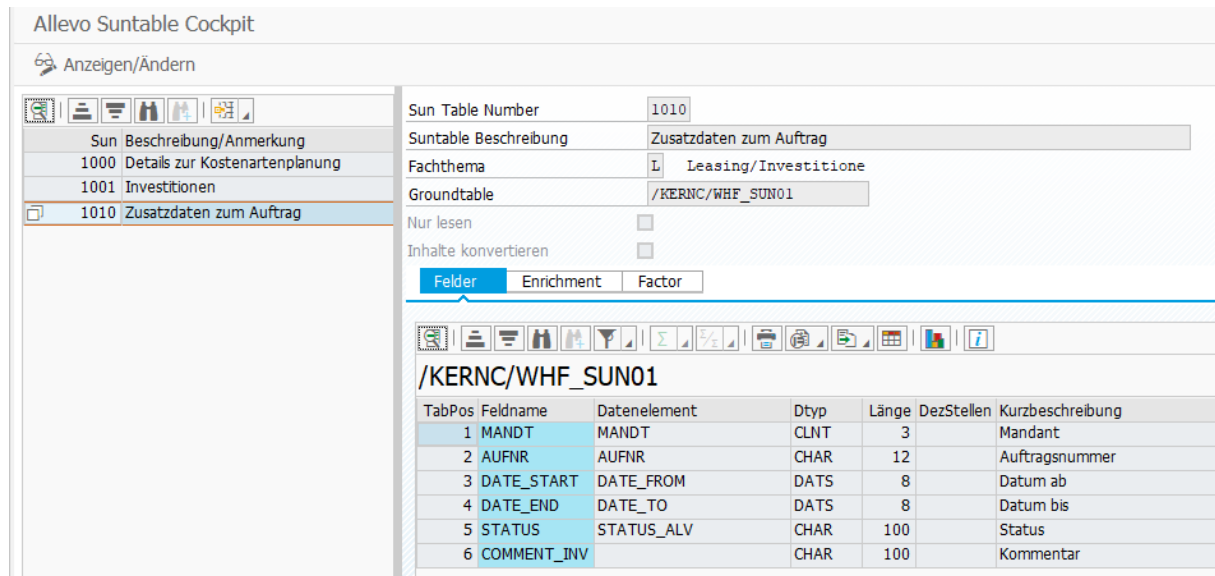 Allevo Suntable Cockpit
Anzeigen/Ändern
Sun Beschreibung/Anmerkung
1000 Details zur Kostenartenplanung
1001 Investitionen
1010 Zusatzdaten zum Auftrag
Sun Table Number 1010
Suntable Beschreibung Zusatzdaten zum Auftrag
Fachthema L Leasing/Investitione
Groundtable /KERNC/WHF_SUN01
Nur lesen
Inhalte konvertieren
Felder Enrichment Factor
/KERNC/WHF_SUN01
TabPos Feldname Datenelement Dtyp Länge DezStellen Kurzbeschreibung
1 MANDT MANDT CLNT 3 Mandant
2 AUFNR AUFNR CHAR 12 Auftragsnummer
3 DATE_START DATE_FROM DATS 8 Datum ab
4 DATE_END DATE_TO DATS 8 Datum bis
5 STATUS STATUS_ALV CHAR 100 Status
6 COMMENT_INV CHAR 100 Kommentar